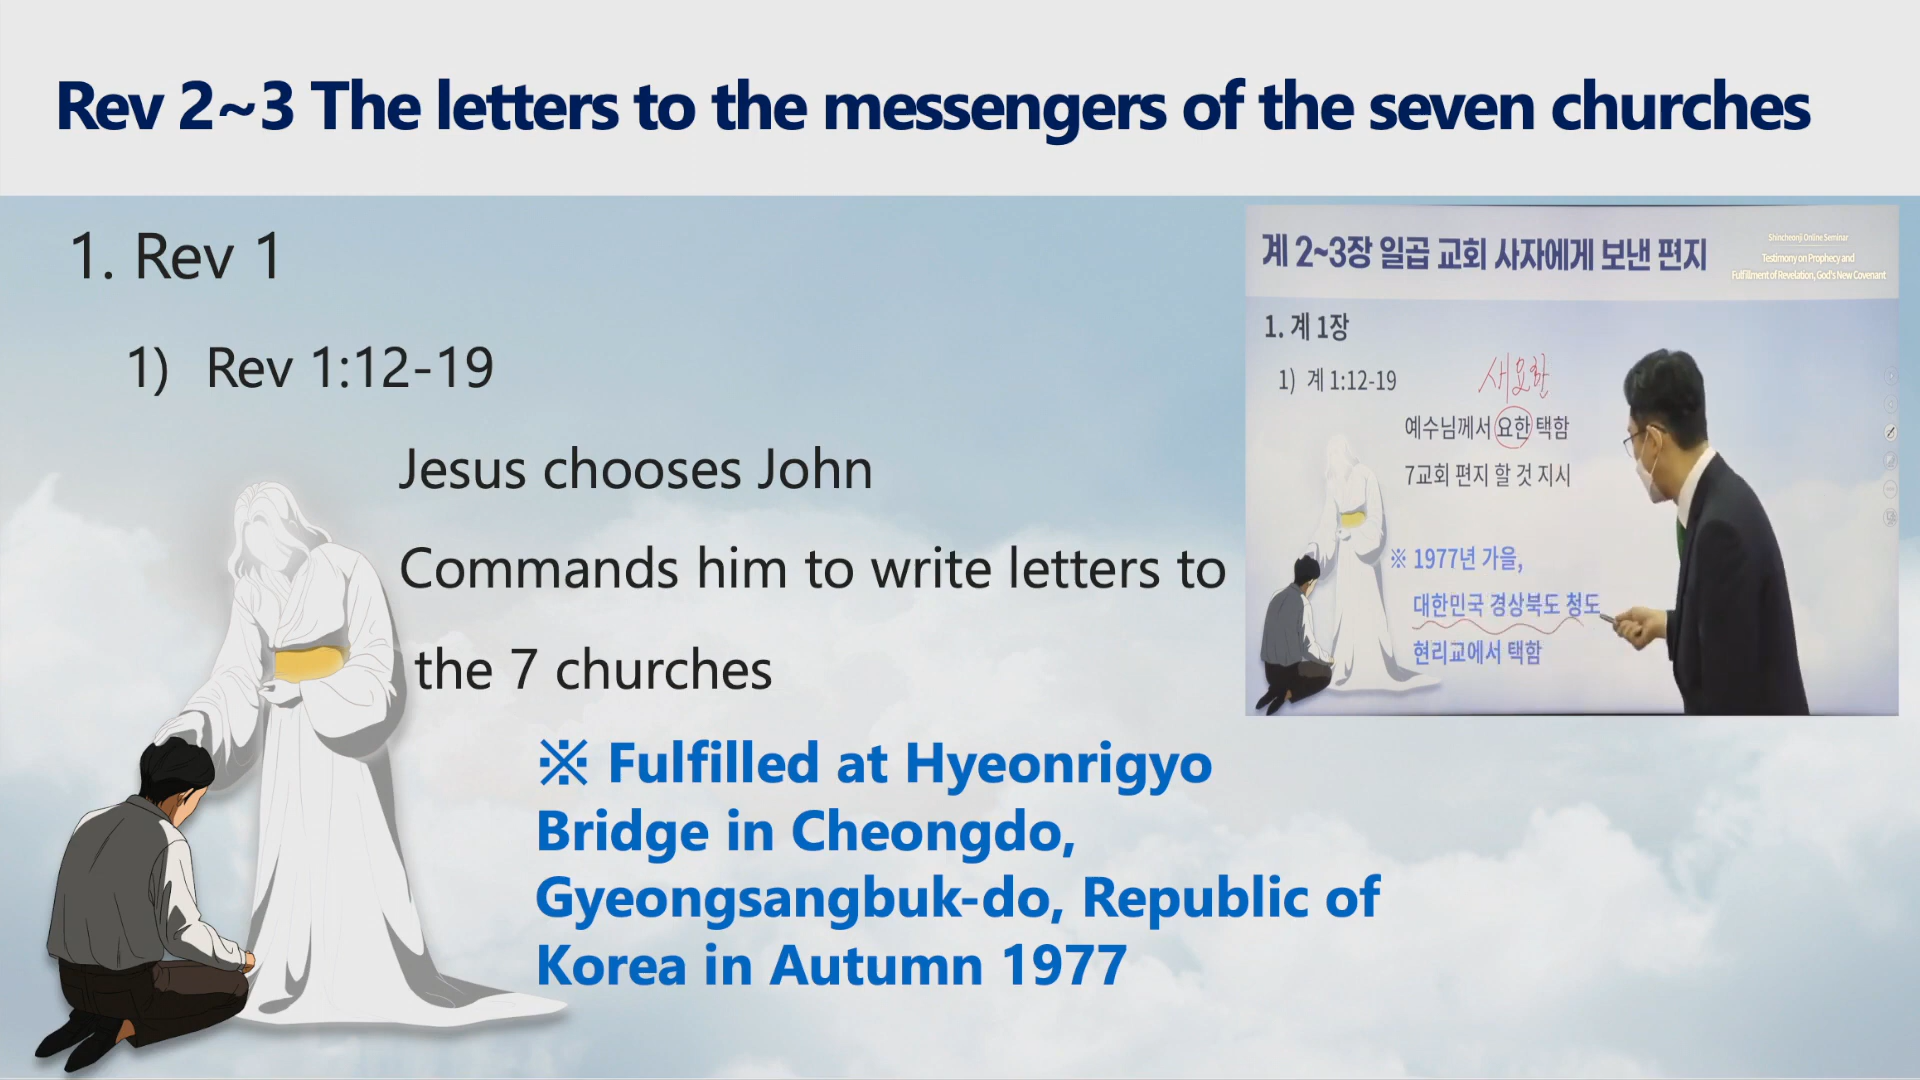 Rev 2~3 The letters to the messengers of the seven churches
1. Rev 1
1) Rev 1:12-19
Jesus chooses John
Commands him to write letters to
the 7 churches
※ Fulfilled at Hyeonrigyo
Bridge in Cheongdo,
Gyeongsangbuk-do, Republic of
Korea in Autumn 1977
계 2~3장 일곱 교회 사자에게 보낸 편지
Shincheonji Online Seminar
Testimony on Prophecy and
Fulfillment of Revelation, God's New Covenant
1. 계 1장
1) 계 1:12-19
새요한
예수님께서 요한 택함
7교회 편지 할 것 지시
※ 1977년 가을,
대한민국 경상북도 청도
현리교에서 택함